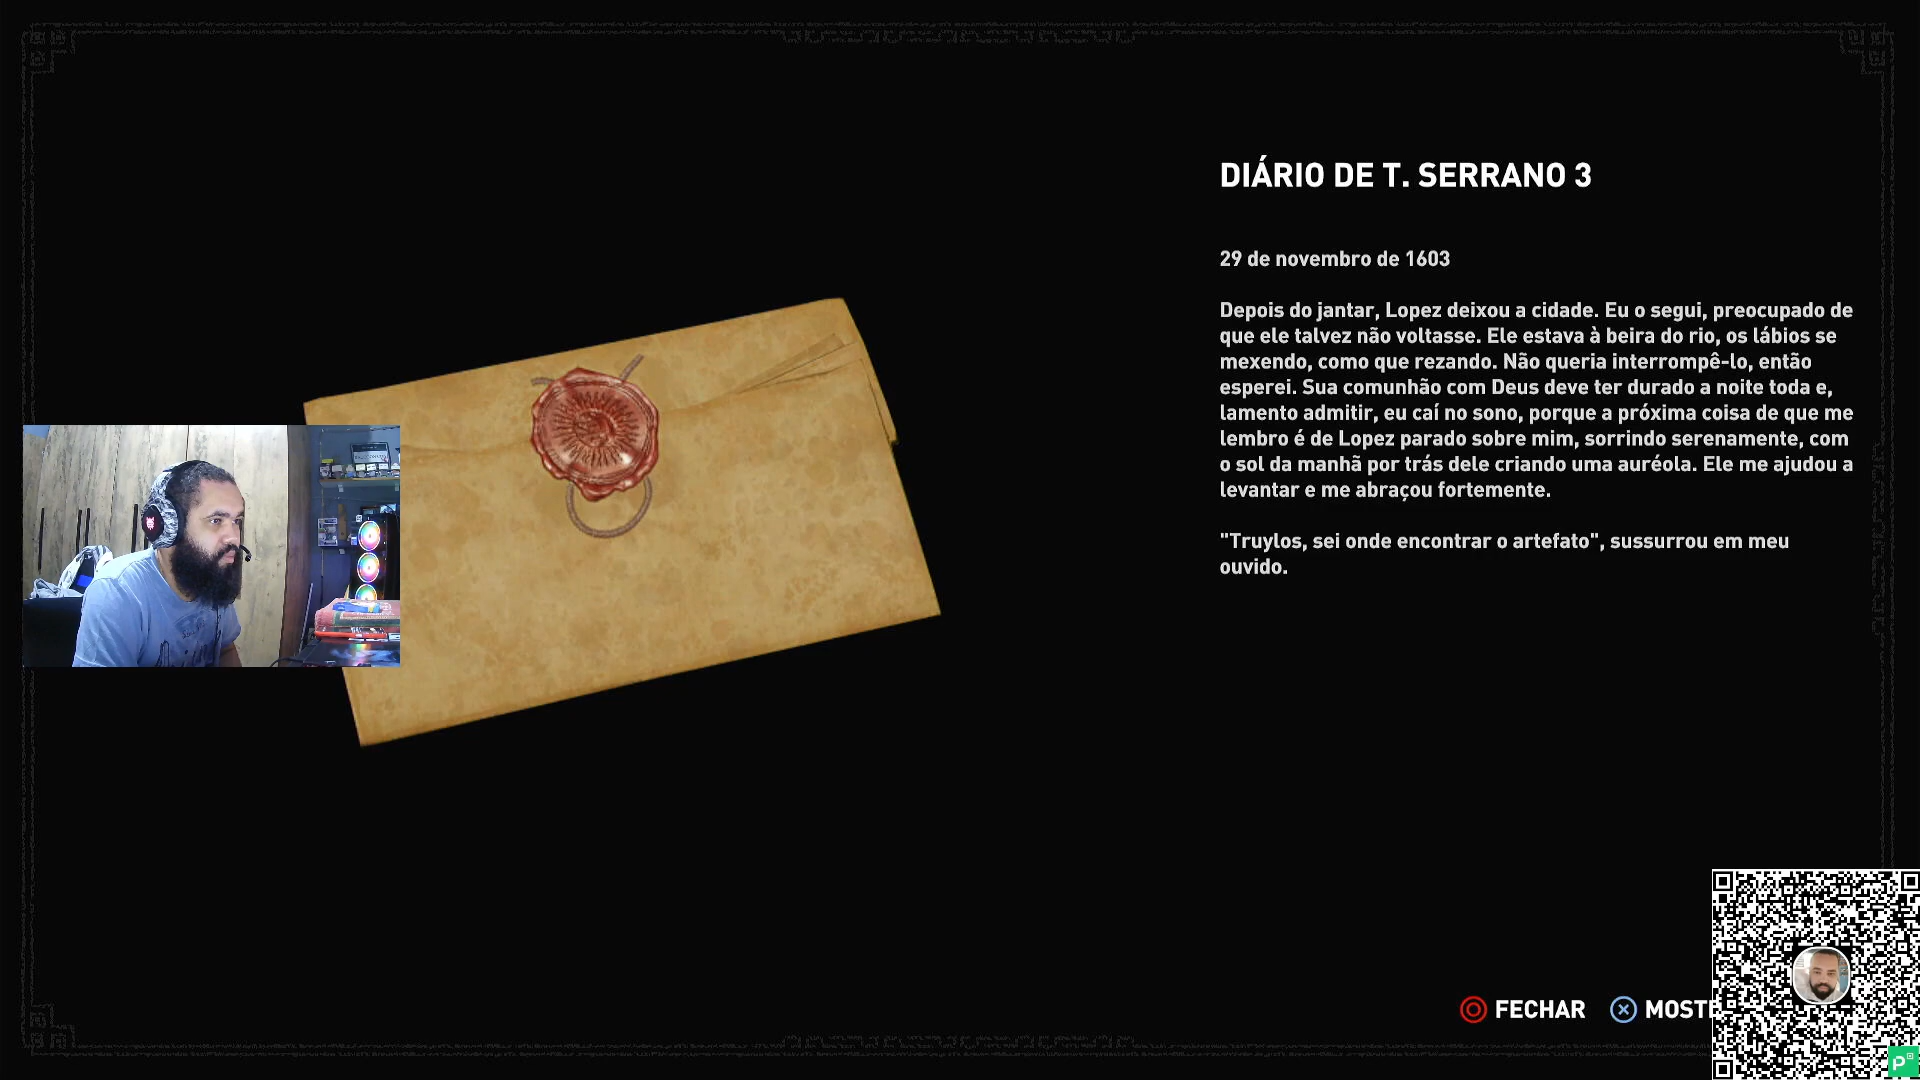 DIÁRIO DE T. SERRANO 3
29 de novembro de 1603
Depois do jantar, Lopez deixou a cidade. Eu o segui, preocupado de
que ele talvez não voltasse. Ele estava à beira do rio, os lábios se
mexendo, como que rezando. Não queria interrompê-lo, então
esperei. Sua comunhão com Deus deve ter durado a noite toda e,
lamento admitir, eu caí no sono, porque a próxima coisa de que me
lembro é de Lopez parado sobre mim, sorrindo serenamente, com
o sol da manhã por trás dele criando uma auréola. Ele me ajudou a
levantar e me abraçou fortemente.
"Truylos, sei onde encontrar o artefato", sussurrou em meu
ouvido.
FECHAR